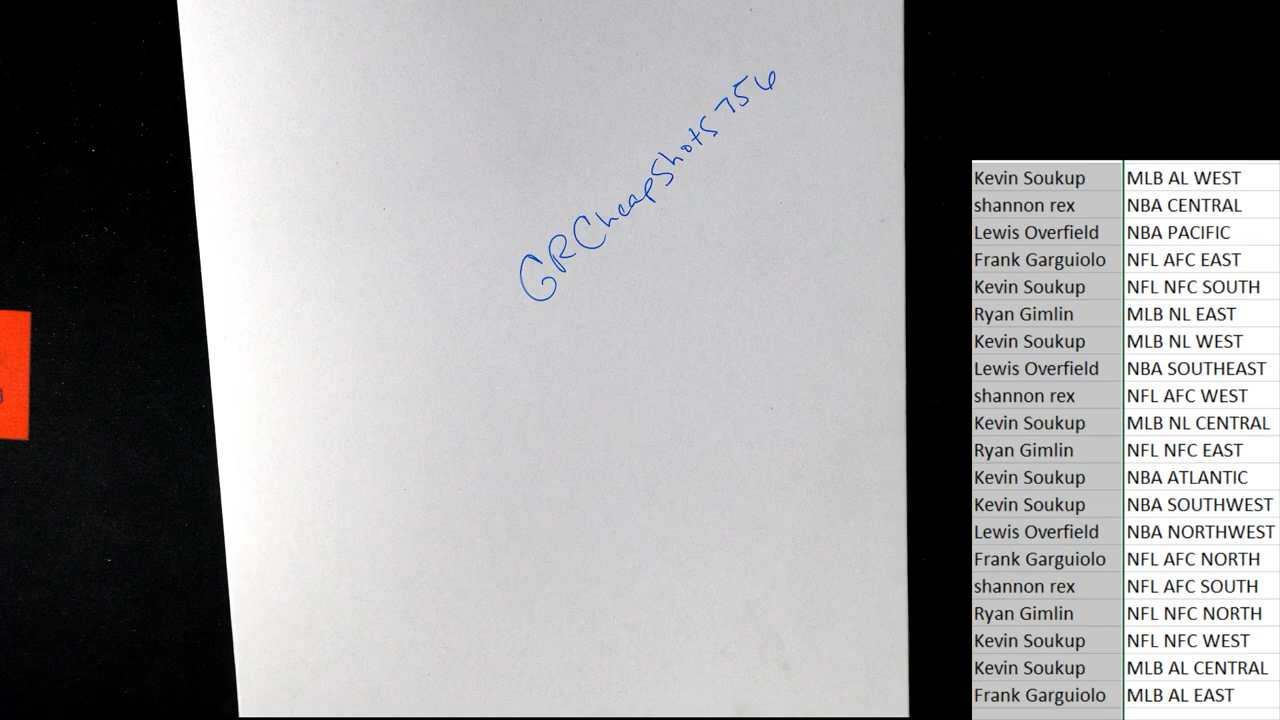 GRCheapShots756
Kevin Soukup MLB AL WEST
shannon rex NBA CENTRAL
Lewis Overfield NBA PACIFIC
Frank Garguiolo NFL AFC EAST
Kevin Soukup NFL NFC SOUTH
Ryan Gimlin MLB NL EAST
Kevin Soukup MLB NL WEST
Lewis Overfield NBA SOUTHEAST
shannon rex NFL AFC WEST
Kevin Soukup MLB NL CENTRAL
Ryan Gimlin NFL NFC EAST
Kevin Soukup NBA ATLANTIC
Kevin Soukup NBA SOUTHWEST
Lewis Overfield NBA NORTHWEST
Frank Garguiolo NFL AFC NORTH
shannon rex NFL AFC SOUTH
Ryan Gimlin NFL NFC NORTH
Kevin Soukup NFL NFC WEST
Kevin Soukup MLB AL CENTRAL
Frank Garguiolo MLB AL EAST